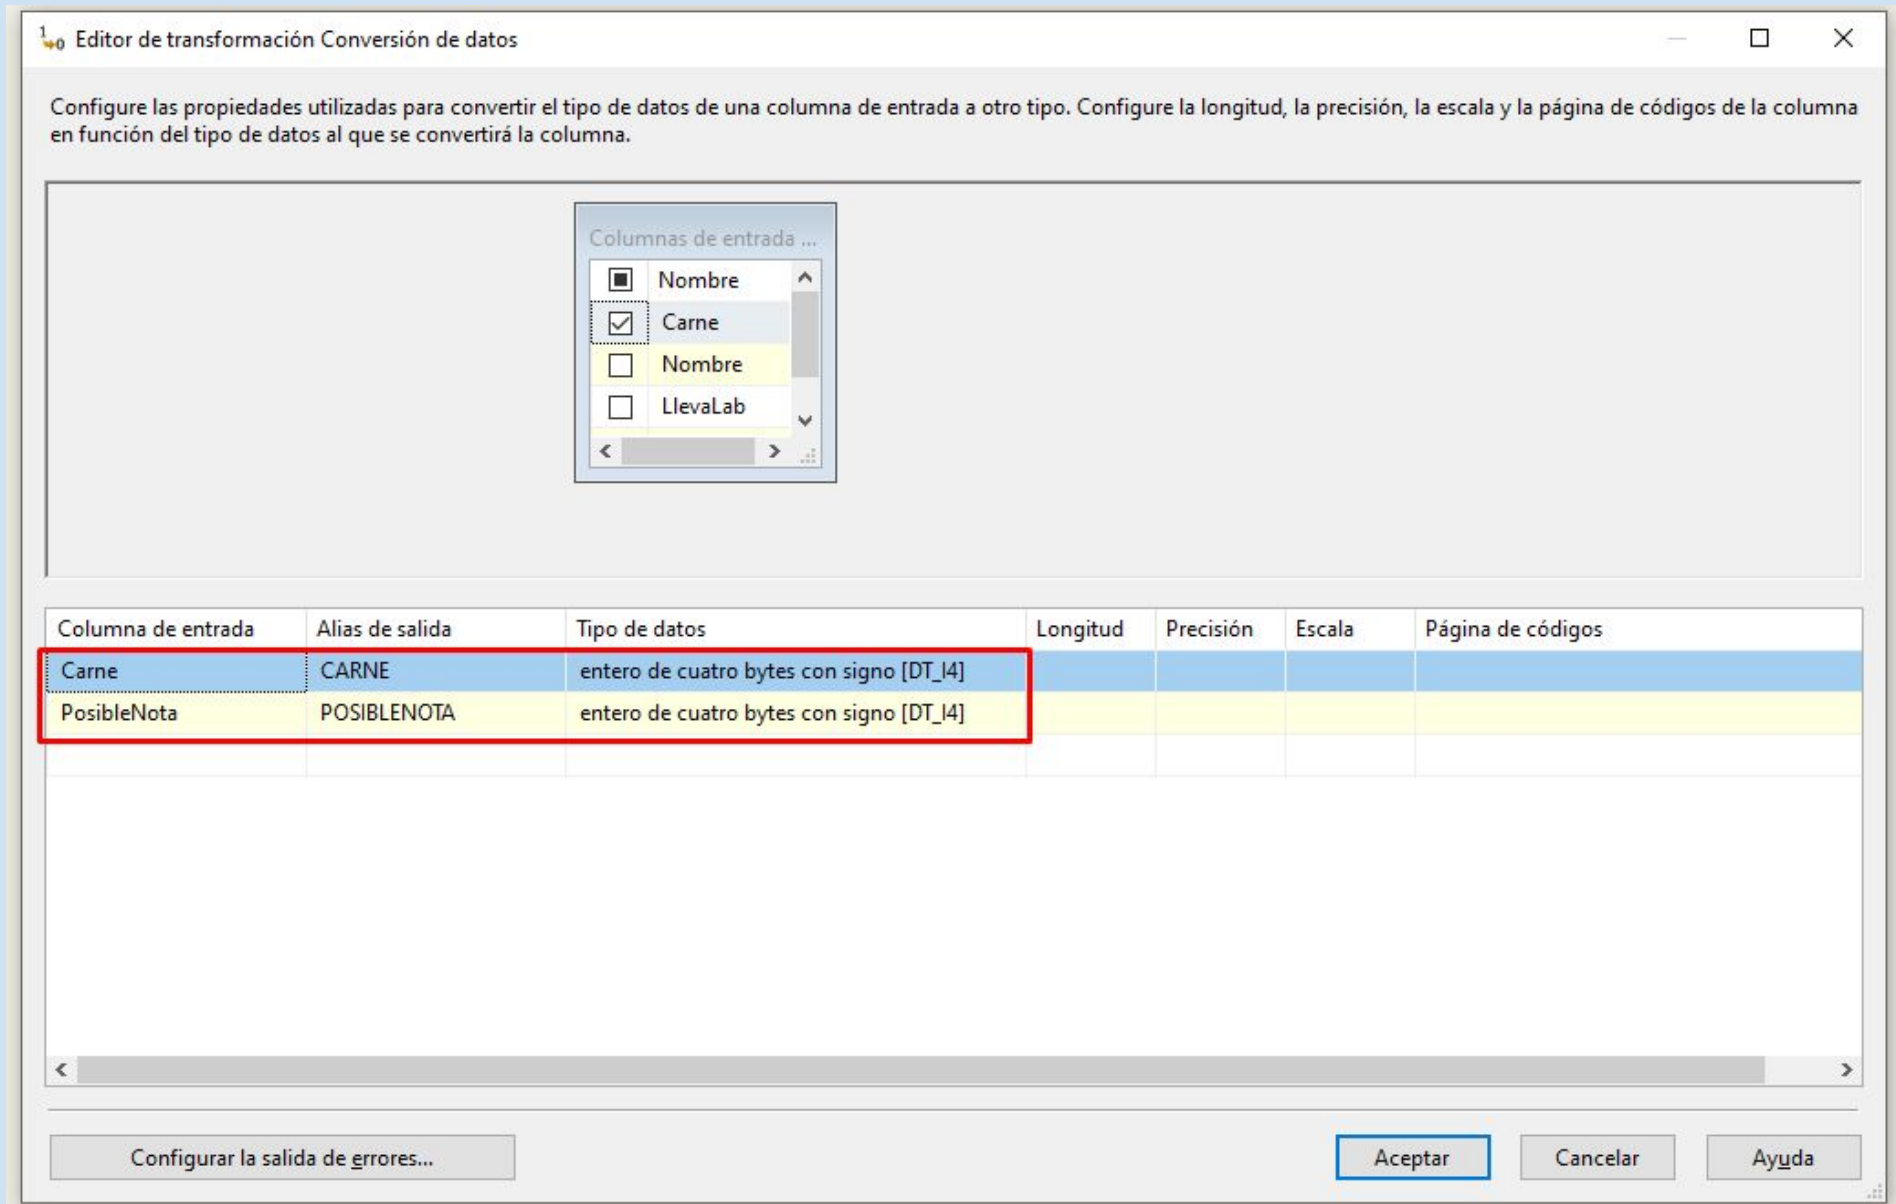 Editor de transformación Conversión de datos
Configure las propiedades utilizadas para convertir el tipo de datos de una columna de entrada a otro tipo. Configure la longitud, la precisión, la escala y la página de códigos de la columna
en función del tipo de datos al que se convertirá la columna.
Columnas de entrada ...
Nombre
Carne
Nombre
LlevaLab
Columna de entrada Alias de salida Tipo de datos Longitud Precisión Escala Página de códigos
Carne CARNE entero de cuatro bytes con signo [DT_I4]
PosibleNota POSIBLENOTA entero de cuatro bytes con signo [DT_I4]
Configurar la salida de errores... Aceptar Cancelar Ayuda